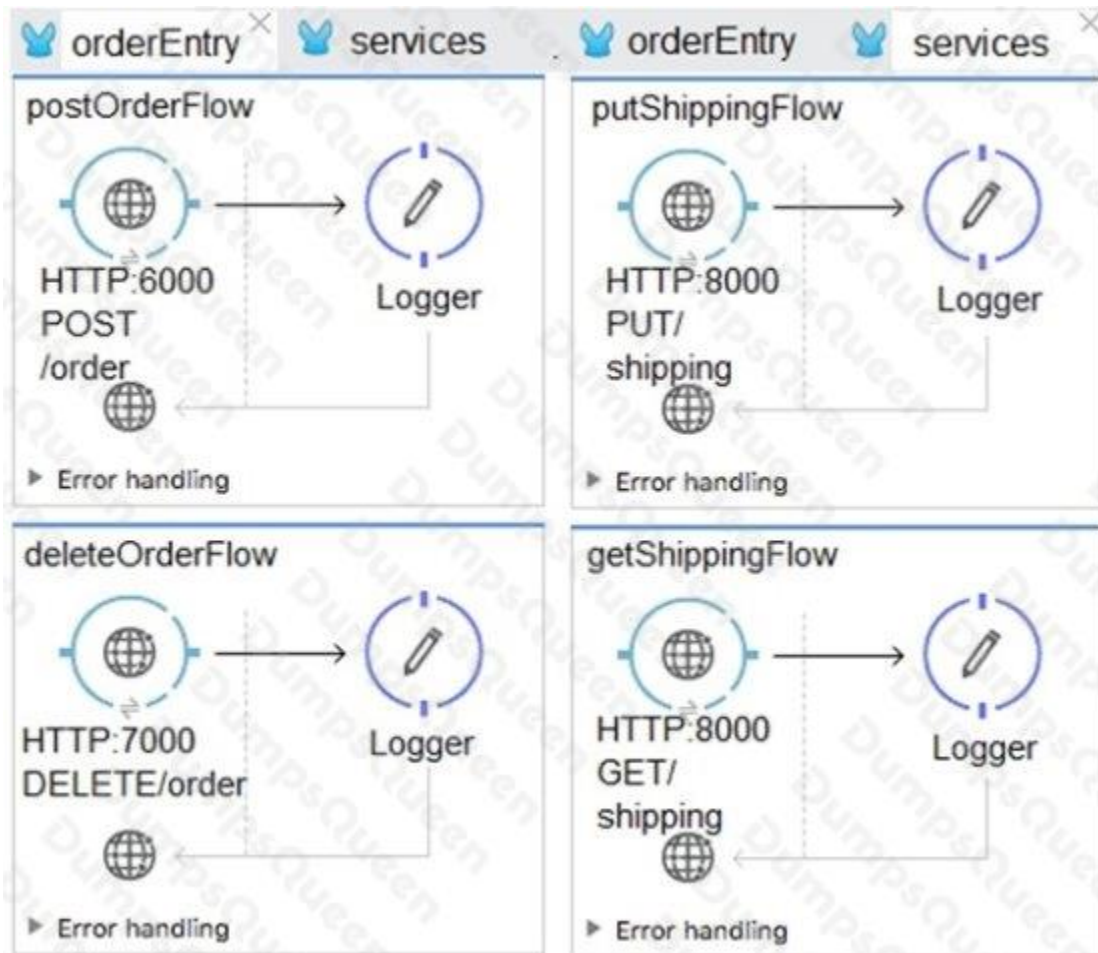 orderEntry services orderEntry services
postOrderFlow
HTTP:6000
POST
/order
Logger
Error handling
putShippingFlow
HTTP:8000
PUT/
shipping
Logger
Error handling
deleteOrderFlow
HTTP:7000
DELETE/order
Logger
Error handling
getShippingFlow
HTTP:8000
GET/
shipping
Logger
Error handling
DumpsQueen